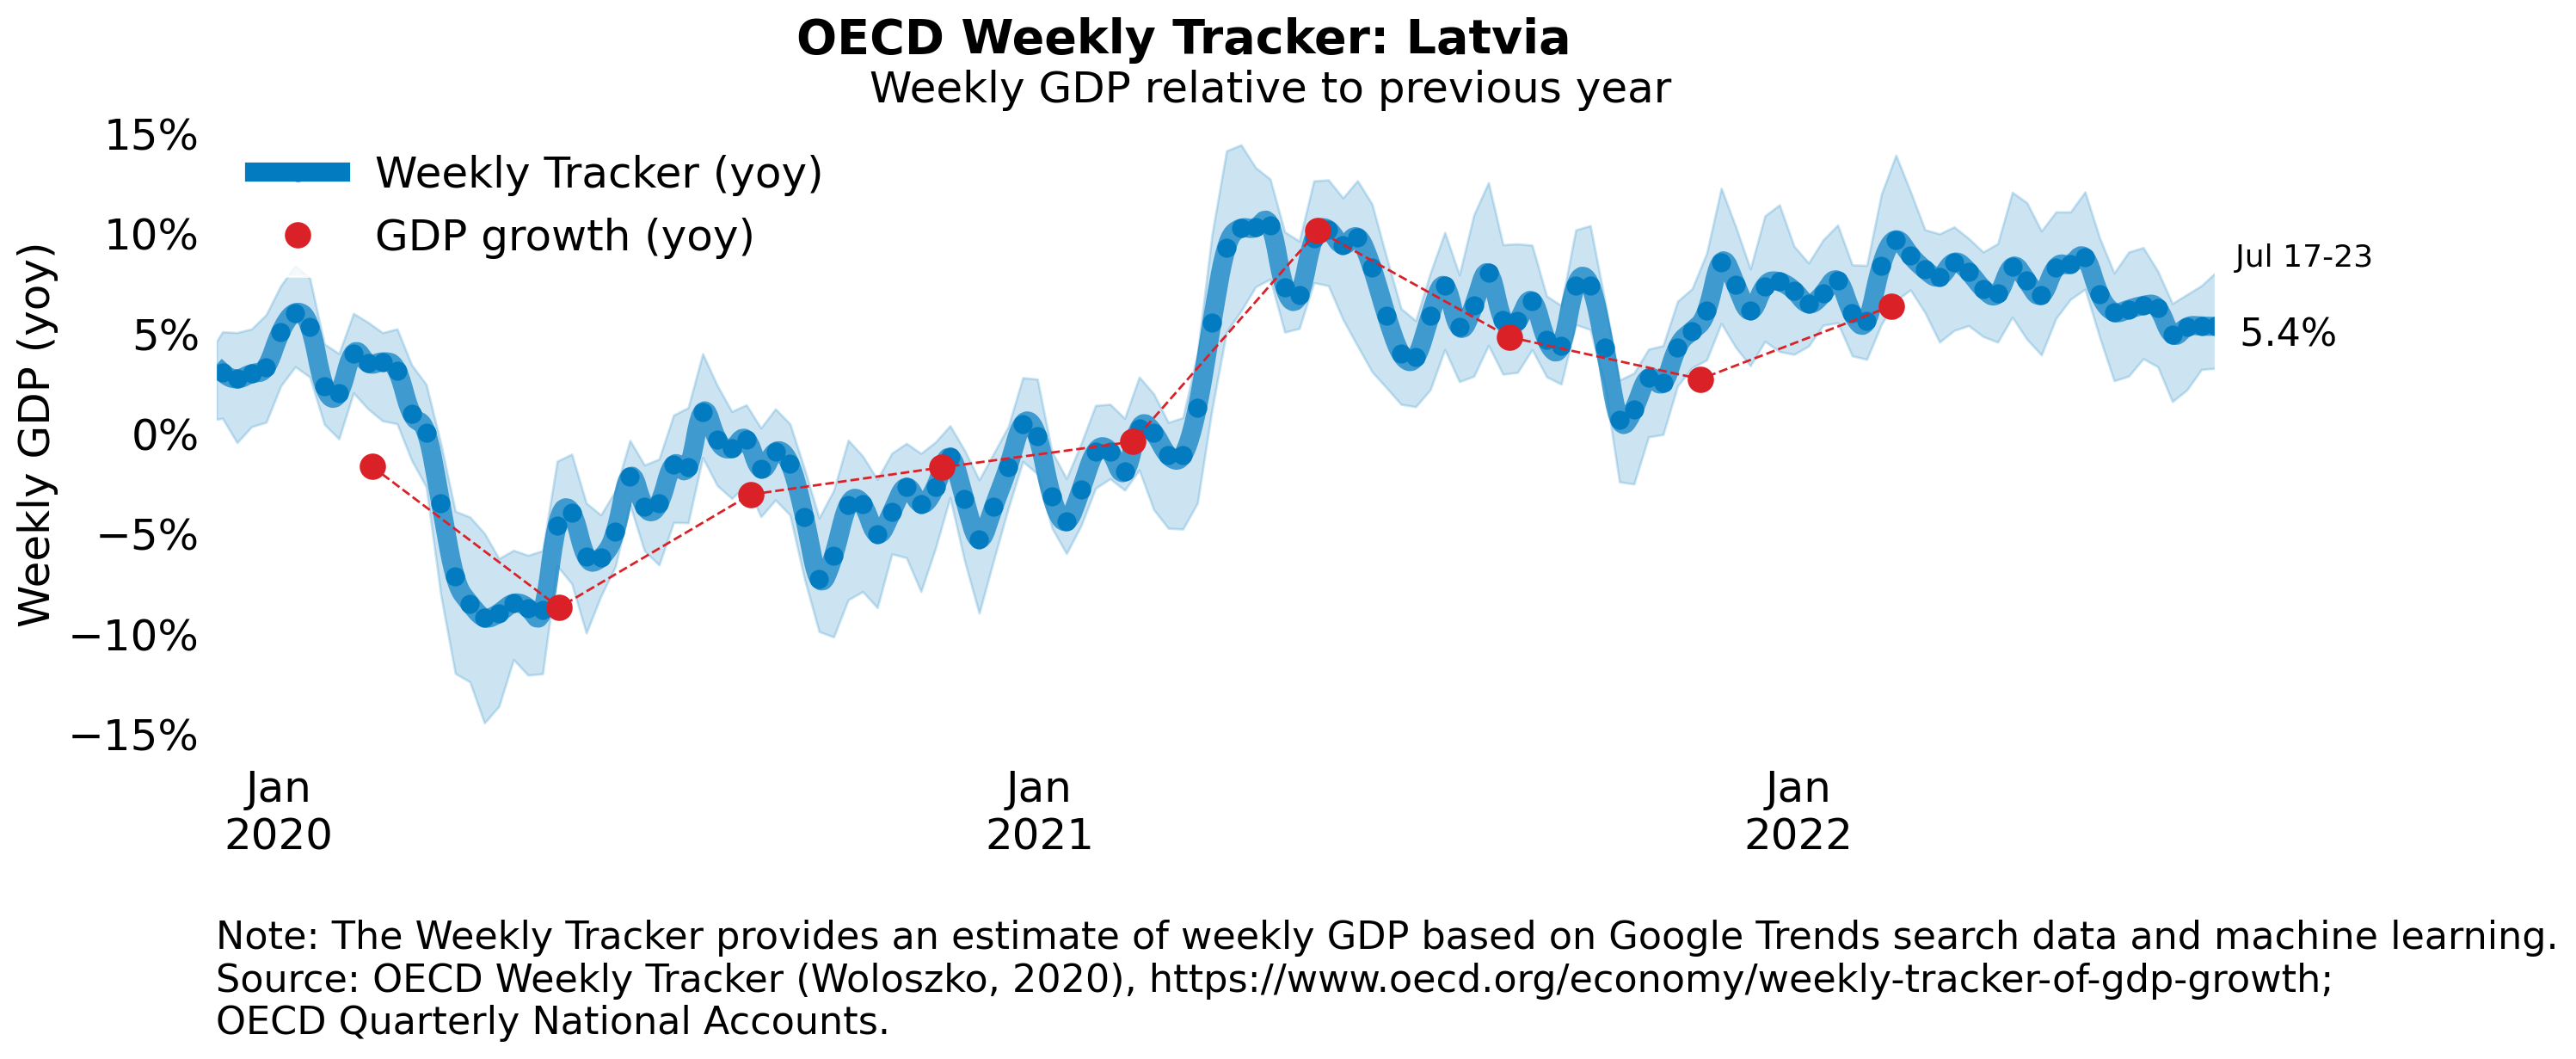 OECD Weekly Tracker: Latvia
Weekly GDP relative to previous year
15%
10%
5%
0%
−5%
−10%
−15%
Weekly GDP (yoy)
Weekly Tracker (yoy)
GDP growth (yoy)
Jul 17-23
5.4%
Jan
2020
Jan
2021
Jan
2022
Note: The Weekly Tracker provides an estimate of weekly GDP based on Google Trends search data and machine learning.
Source: OECD Weekly Tracker (Woloszko, 2020), https://www.oecd.org/economy/weekly-tracker-of-gdp-growth;
OECD Quarterly National Accounts.